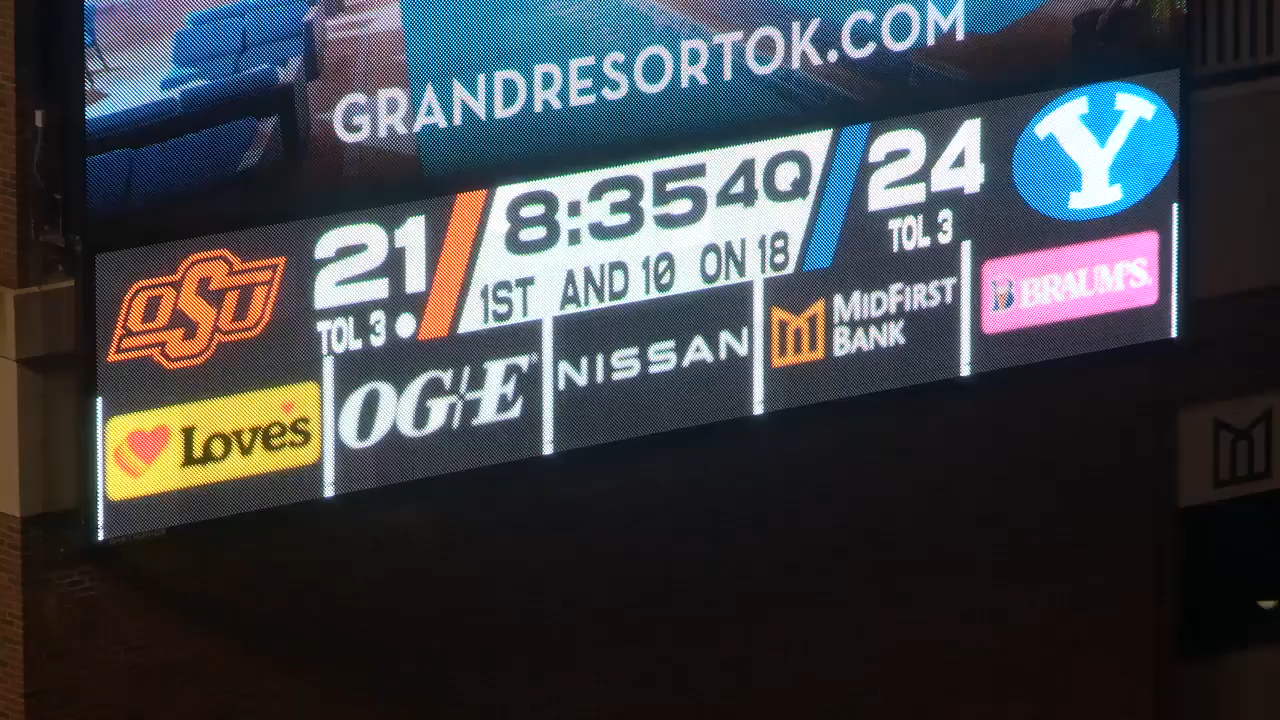 GRANDRESORTOK.COM
OSU
21
TOL 3
8:35 4Q
1ST AND 10 ON 18
24
TOL 3
Y
Love's
OG+E
NISSAN
MIDFIRST
BANK
B BRAUM'S.